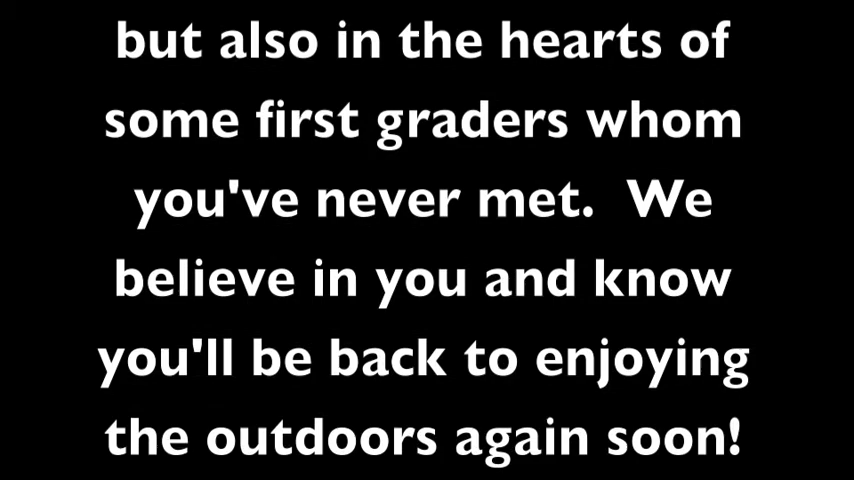 but also in the hearts of
some first graders whom
you've never met.  We
believe in you and know
you'll be back to enjoying
the outdoors again soon!